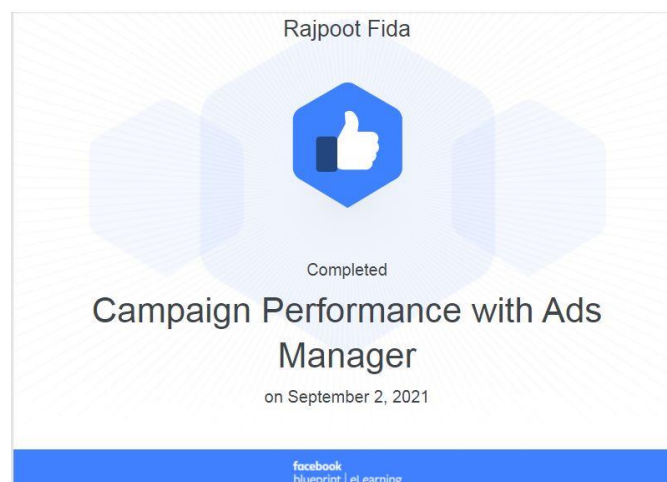 Rajpoot Fida
Completed
Campaign Performance with Ads
Manager
on September 2, 2021
facebook
blueprint | eLearning